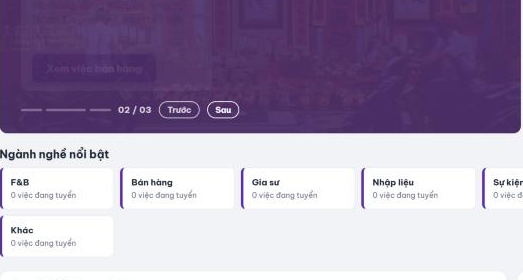 Xem việc bán hàng
02 / 03 Trước Sau
Ngành nghề nổi bật
F&B Bán hàng Gia sư Nhập liệu Sự kiện
0 việc đang tuyển 0 việc đang tuyển 0 việc đang tuyển 0 việc đang tuyển 0 việc đ
Khác
0 việc đang tuyển